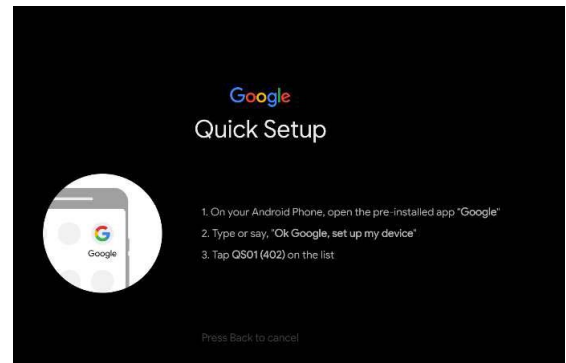 Google
Quick Setup
1. On your Android Phone, open the pre-installed app "Google"
2. Type or say, "Ok Google, set up my device"
3. Tap QS01 (402) on the list
G
Google
Press Back to cancel